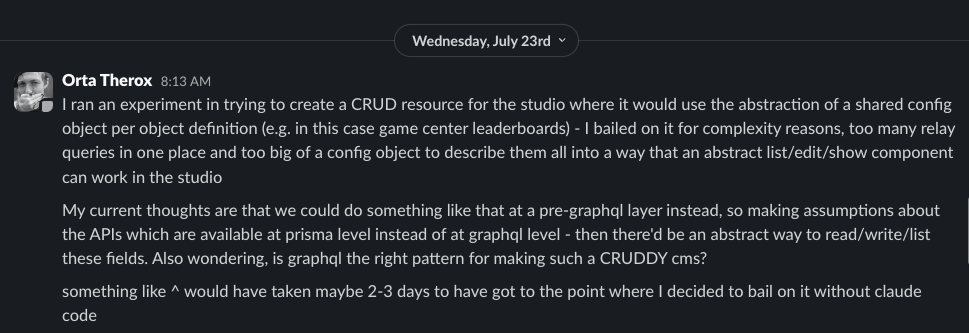 Wednesday, July 23rd
Orta Therox 8:13 AM
I ran an experiment in trying to create a CRUD resource for the studio where it would use the abstraction of a shared config
object per object definition (e.g. in this case game center leaderboards) - I bailed on it for complexity reasons, too many relay
queries in one place and too big of a config object to describe them all into a way that an abstract list/edit/show component
can work in the studio
My current thoughts are that we could do something like that at a pre-graphql layer instead, so making assumptions about
the APIs which are available at prisma level instead of at graphql level - then there'd be an abstract way to read/write/list
these fields. Also wondering, is graphql the right pattern for making such a CRUDDY cms?
something like ^ would have taken maybe 2-3 days to have got to the point where I decided to bail on it without claude
code